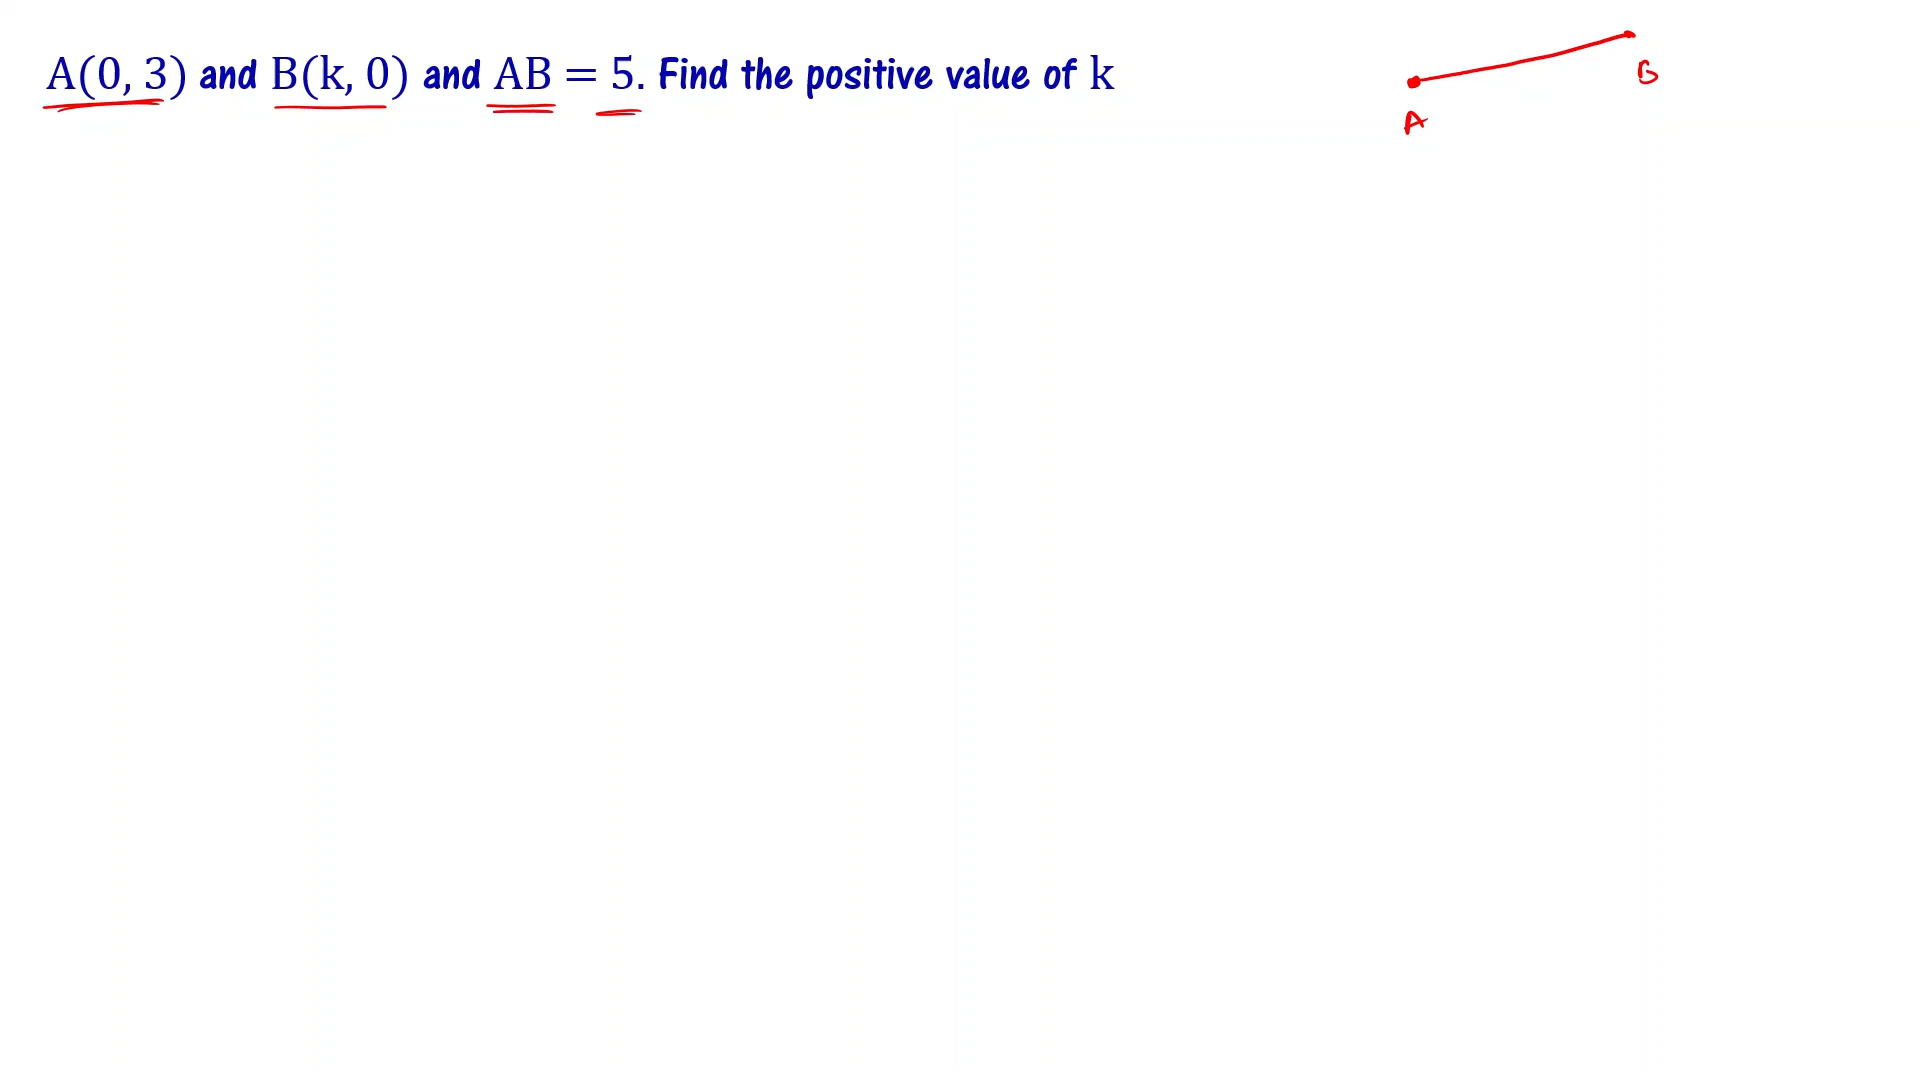 A(0, 3) and B(k, 0) and AB = 5. Find the positive value of k
A
B